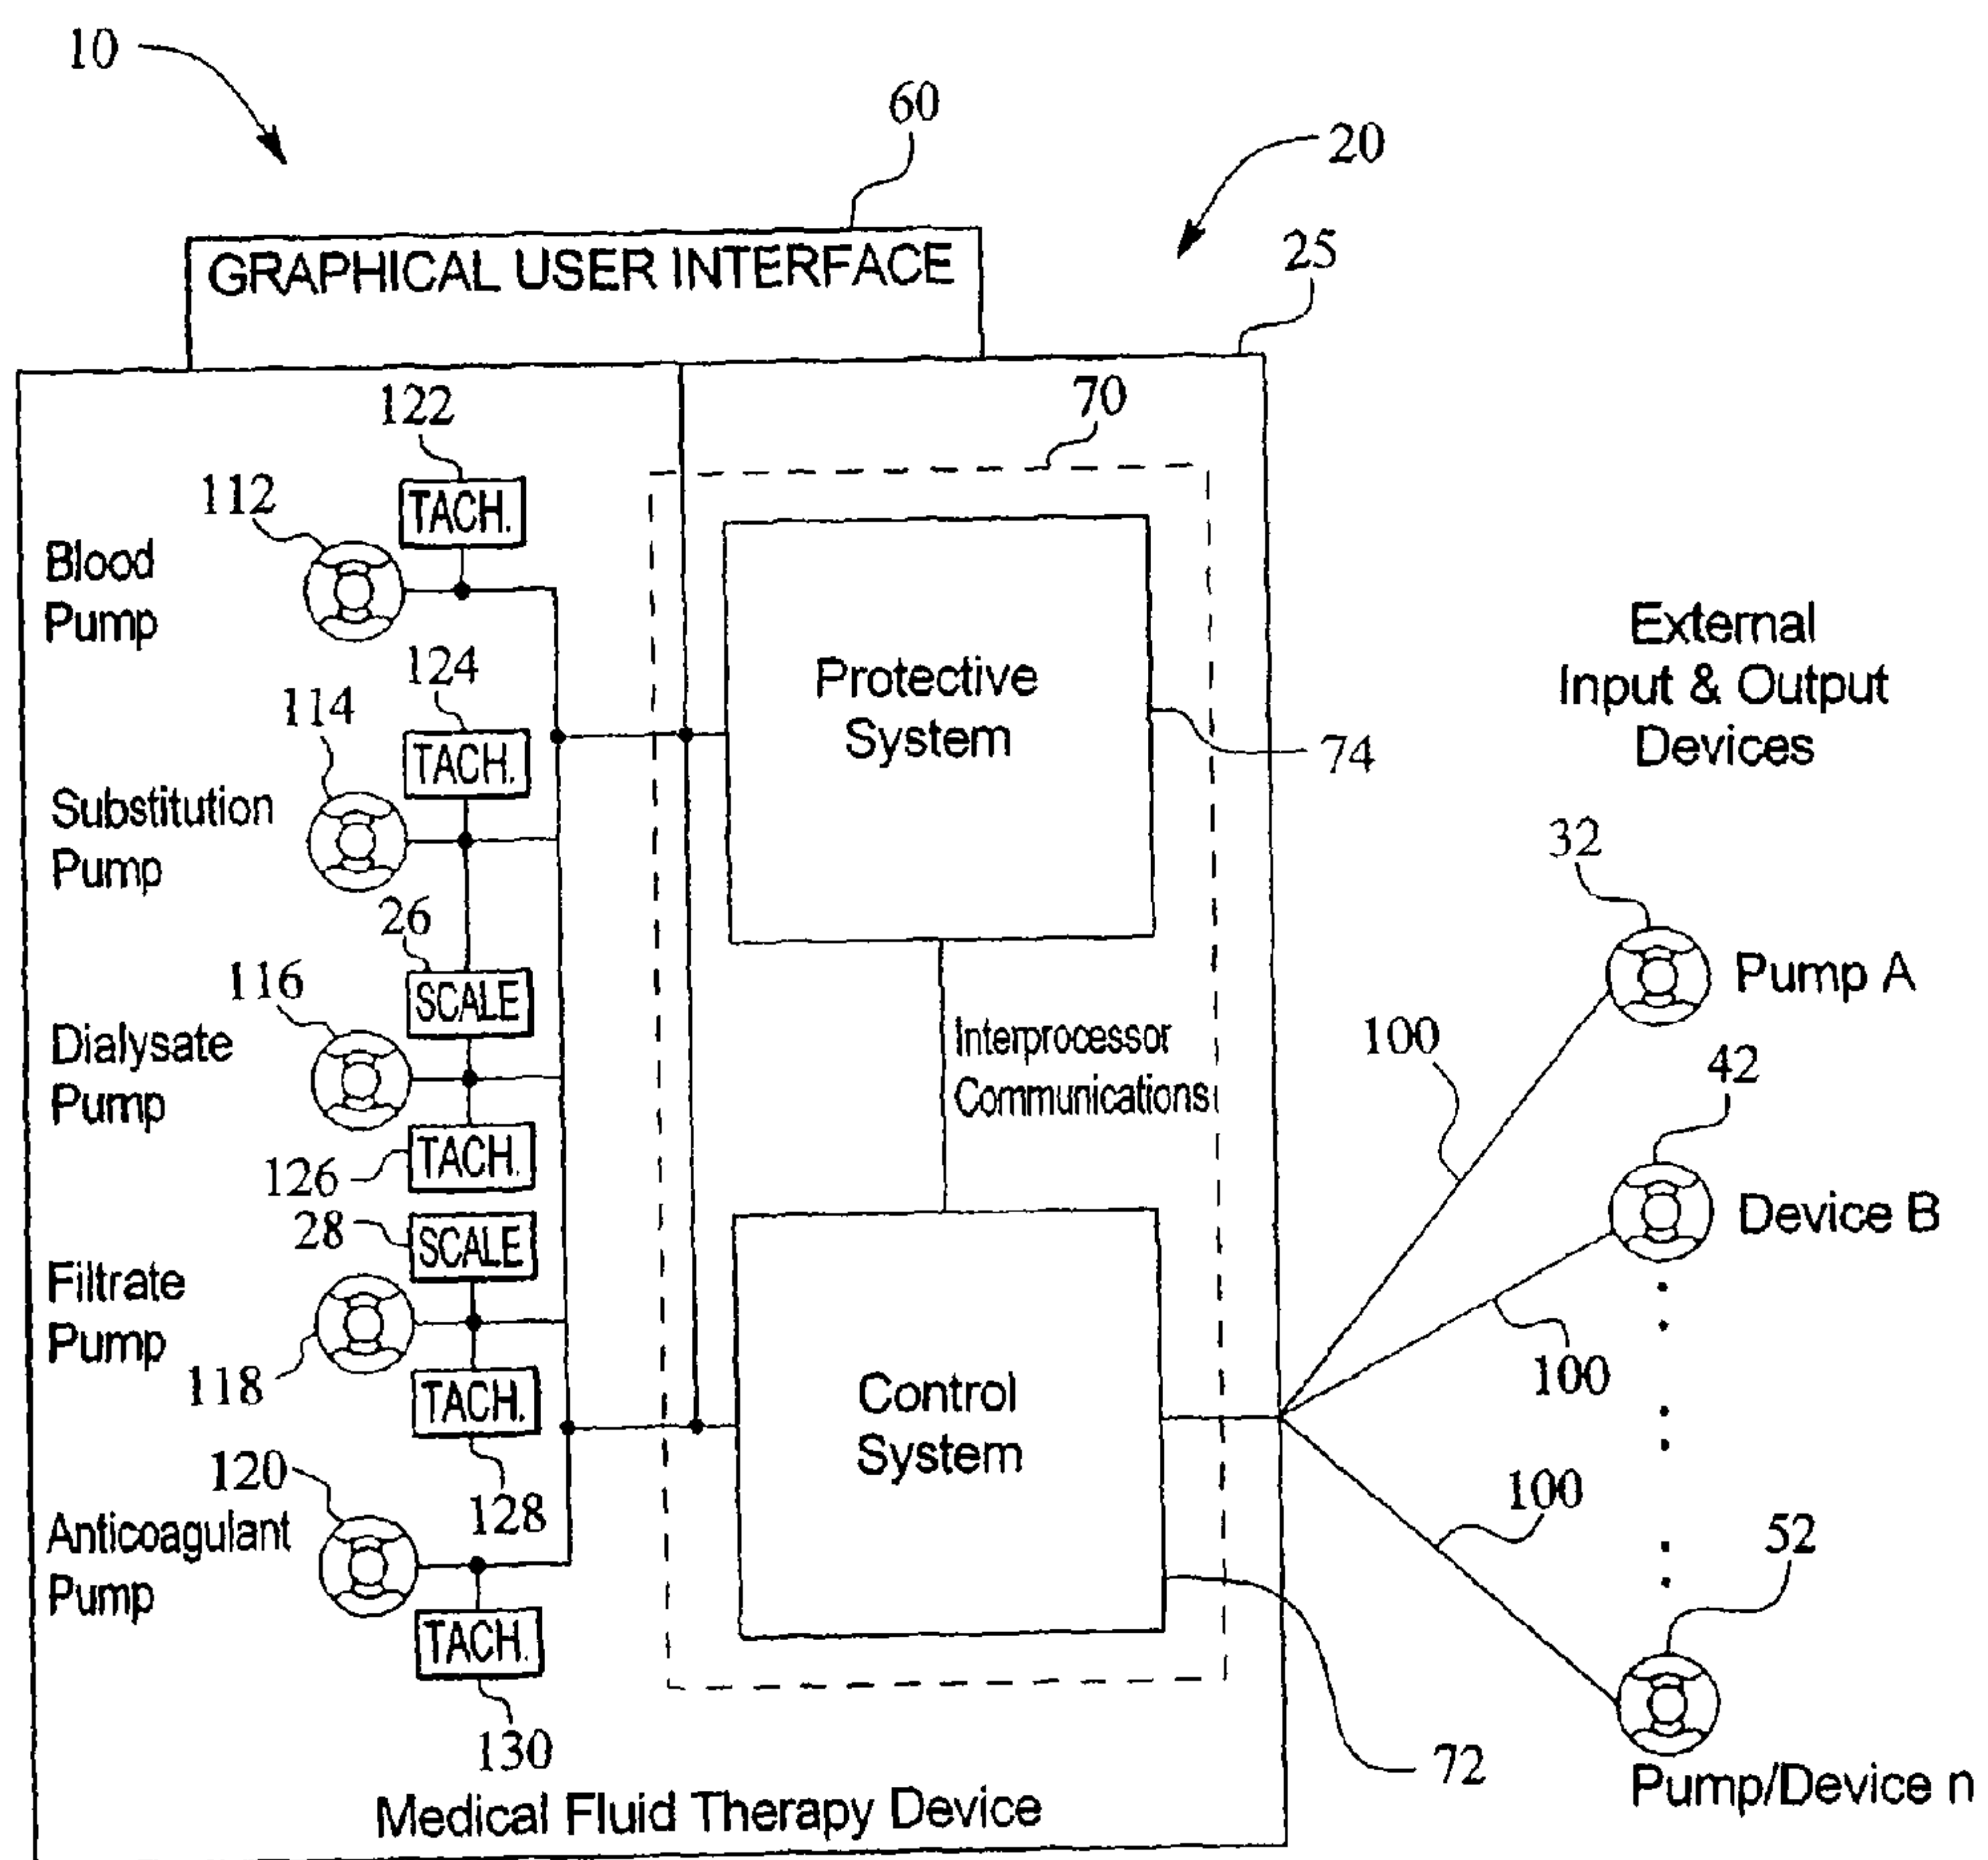 10
60
20
25
GRAPHICAL USER INTERFACE
122
70
112
TACH.
Blood
Pump
124
114
TACH.
Substitution
Pump
Protective
System
74
External
Input & Output
Devices
26
SCALE
116
Dialysate
Pump
126
TACH.
Interprocessor
Communications
32
Pump A
100
42
Device B
100
28
SCALE
Filtrate
Pump
118
TACH.
128
Control
System
120
Anticoagulant
Pump
TACH.
130
100
52
72
Pump/Device n
Medical Fluid Therapy Device